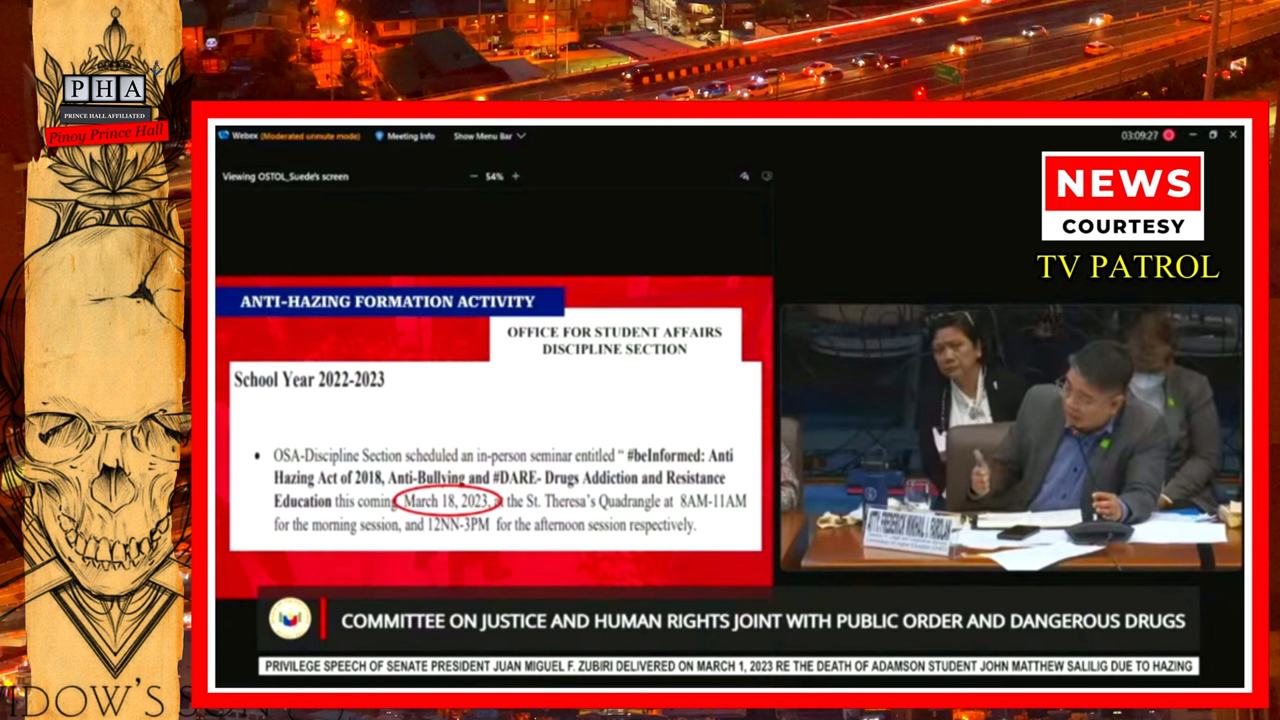 P H A
PRINCE HALL AFFILIATED
Pinoy Prince Hall
IDOW'S SON
Webex (Moderated unmute mode) Meeting Info Show Menu Bar 03:09:27
Viewing OSTOL_Suede's screen 54%
NEWS
COURTESY
TV PATROL
ANTI-HAZING FORMATION ACTIVITY
OFFICE FOR STUDENT AFFAIRS
DISCIPLINE SECTION
School Year 2022-2023
• OSA-Discipline Section scheduled an in-person seminar entitled “ #beInformed: Anti
Hazing Act of 2018, Anti-Bullying and #DARE- Drugs Addiction and Resistance
Education this coming March 18, 2023, at the St. Theresa's Quadrangle at 8AM-11AM
for the morning session, and 12NN-3PM for the afternoon session respectively.
COMMITTEE ON JUSTICE AND HUMAN RIGHTS JOINT WITH PUBLIC ORDER AND DANGEROUS DRUGS
PRIVILEGE SPEECH OF SENATE PRESIDENT JUAN MIGUEL F. ZUBIRI DELIVERED ON MARCH 1, 2023 RE THE DEATH OF ADAMSON STUDENT JOHN MATTHEW SALILIG DUE TO HAZING